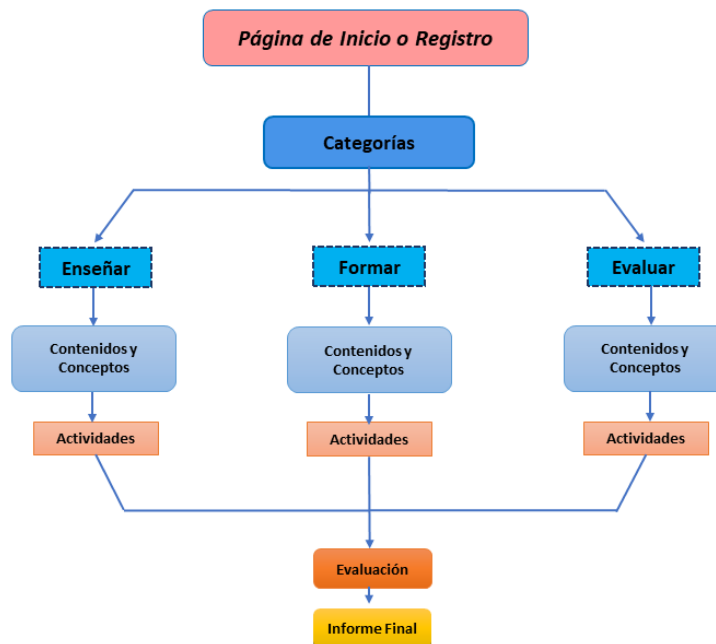 Página de Inicio o Registro
Categorías
Enseñar
Formar
Evaluar
Contenidos y
Conceptos
Contenidos y
Conceptos
Contenidos y
Conceptos
Actividades
Actividades
Actividades
Evaluación
Informe Final